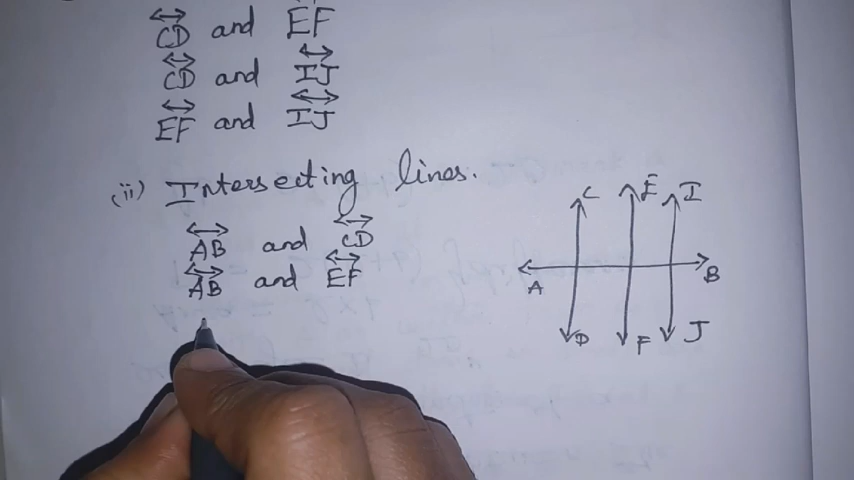 CD and EF
CD and IJ
EF and IJ
(ii) Intersecting lines.
AB and CD
AB and EF
C E I
A B
D F J